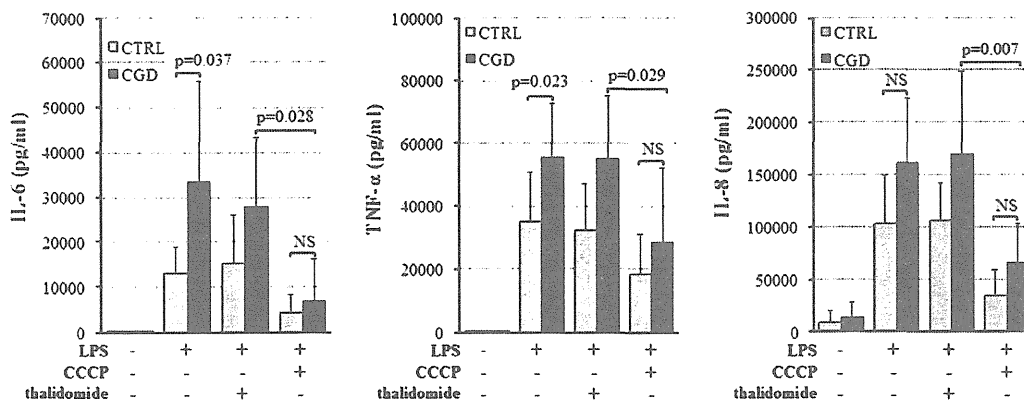 70000
60000
50000
40000
30000
20000
10000
0
IL-6 (pg/ml)
CTRL
CGD
p=0.037
p=0.028
NS
LPS - + + +
CCCP - - - +
thalidomide - - + -
100000
80000
60000
40000
20000
0
TNF-α (pg/ml)
CTRL
CGD
p=0.023
p=0.029
NS
LPS - + + +
CCCP - - - +
thalidomide - - + -
300000
250000
200000
150000
100000
50000
0
IL-8 (pg/ml)
CTRL
CGD
NS
p=0.007
NS
LPS - + + +
CCCP - - - +
thalidomide - - + -